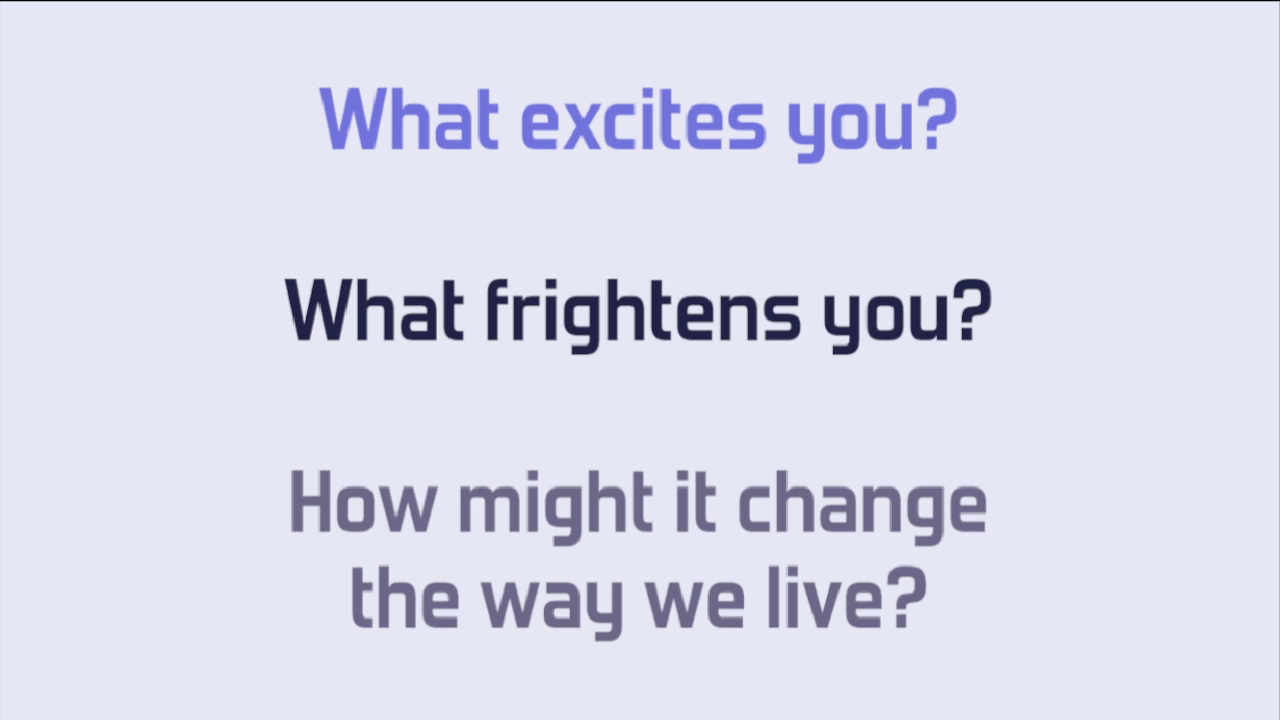 What excites you?
What frightens you?
How might it change
the way we live?